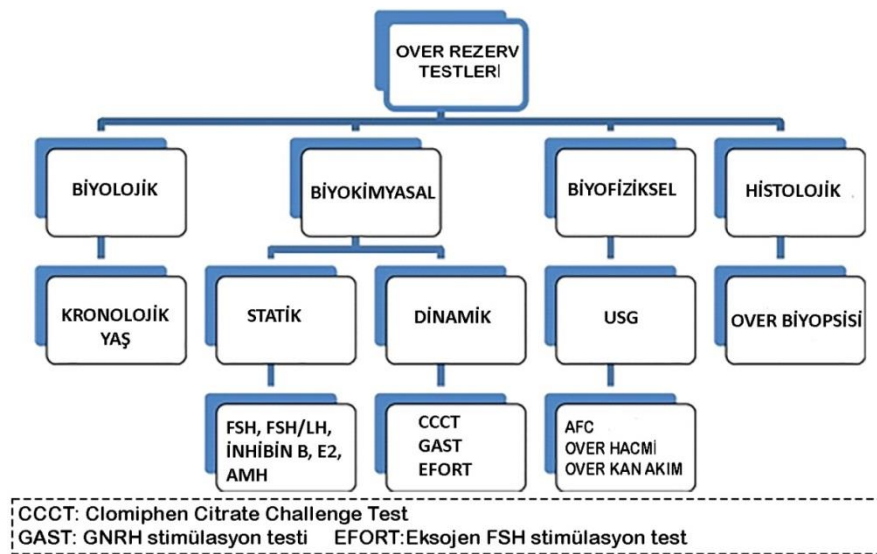 OVER REZERV
TESTLERİ
BİYOLOJİK
BİYOKİMYASAL
BİYOFİZİKSEL
HİSTOLOJİK
KRONOLOJİK
YAŞ
STATİK
DİNAMİK
USG
OVER BİYOPSİSİ
FSH, FSH/LH,
İNHİBİN B, E2,
AMH
CCCT
GAST
EFORT
AFC
OVER HACMİ
OVER KAN AKIM
CCCT: Clomiphen Citrate Challenge Test
GAST: GNRH stimülasyon testi EFORT:Eksojen FSH stimülasyon test